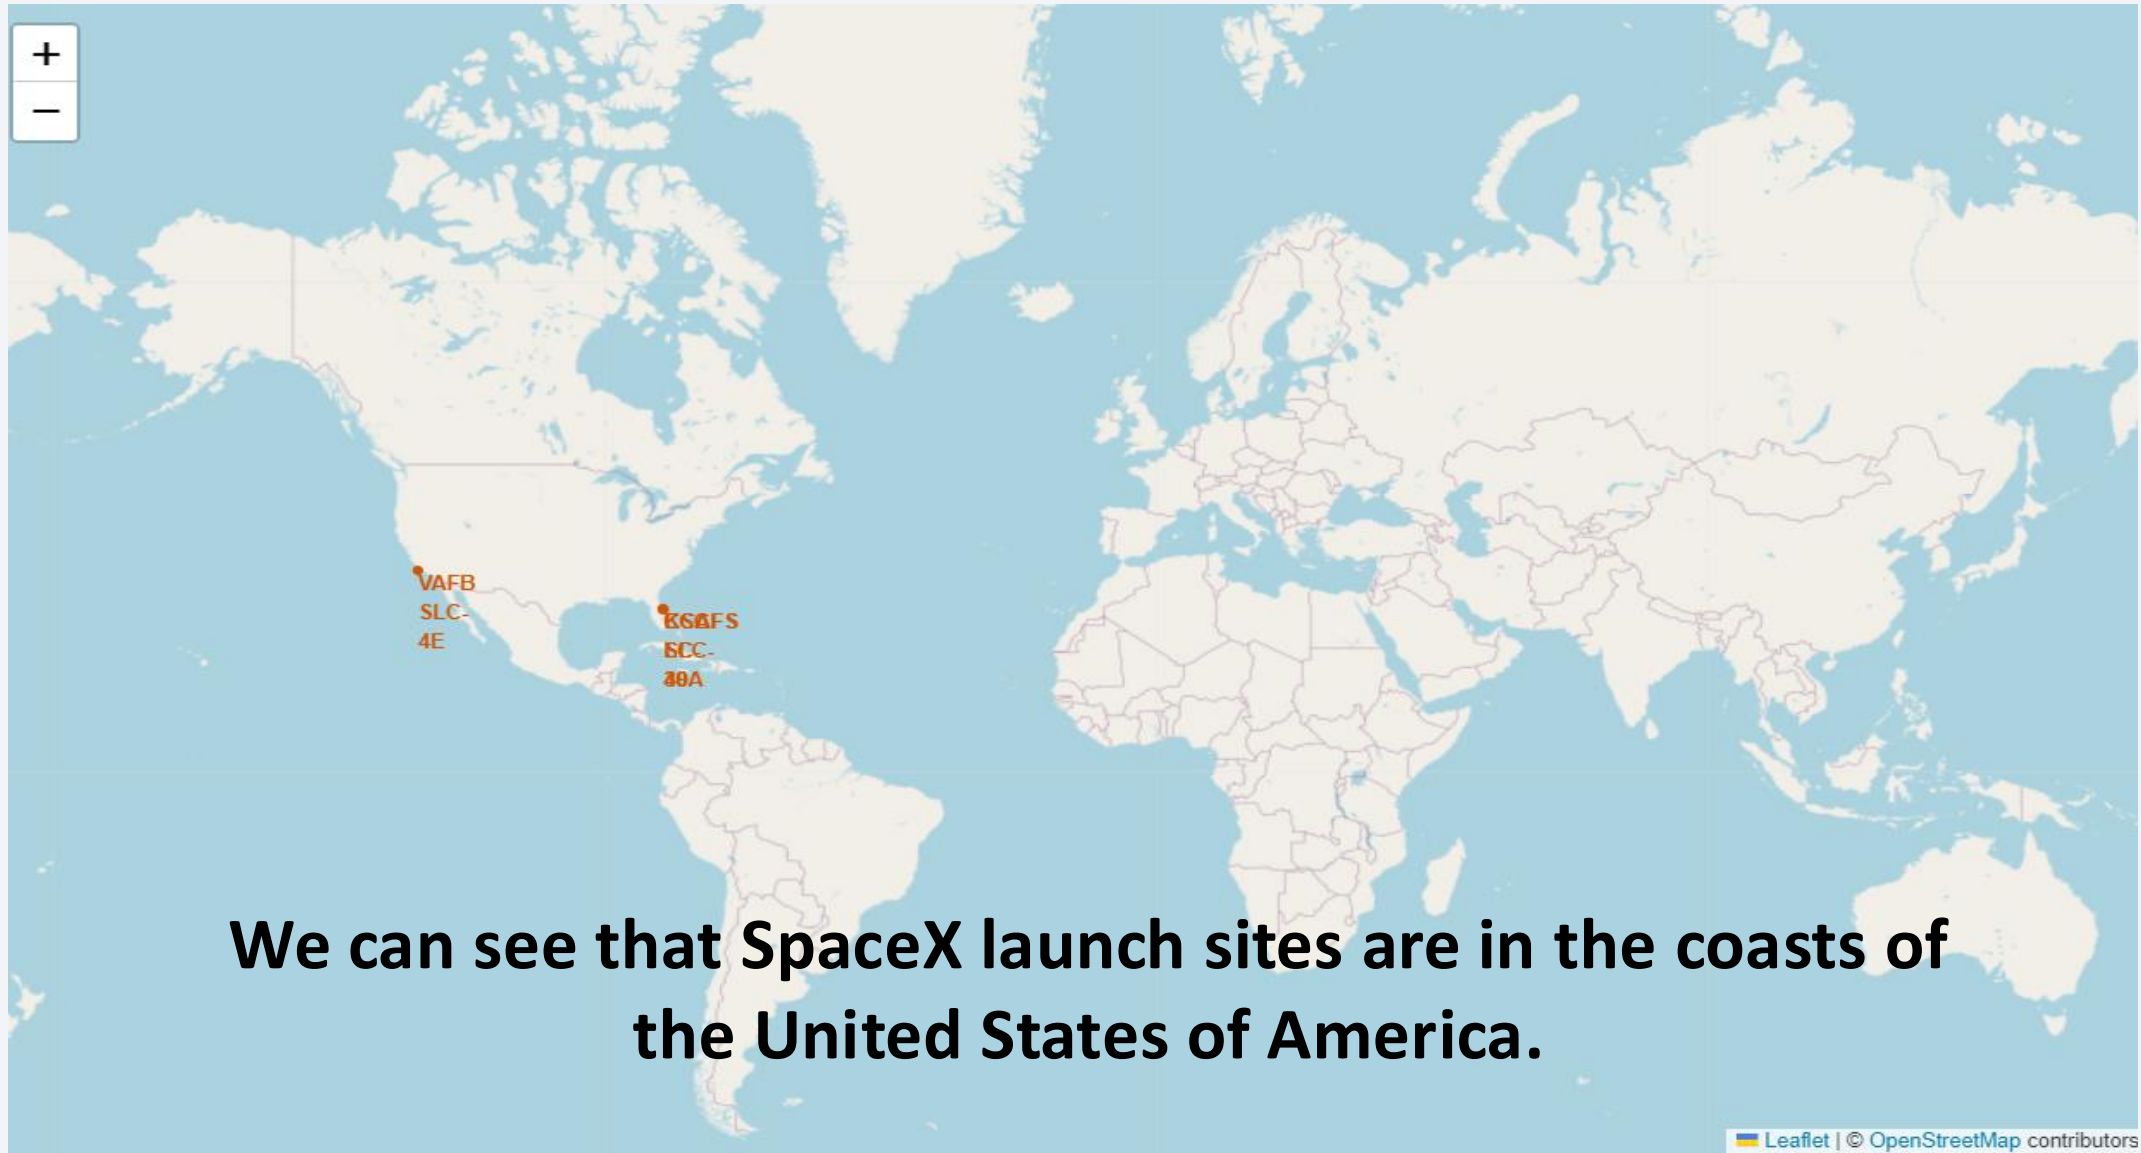 +
−
VAFB
SLC-
4E
We can see that SpaceX launch sites are in the coasts of
the United States of America.
Leaflet | © OpenStreetMap contributors